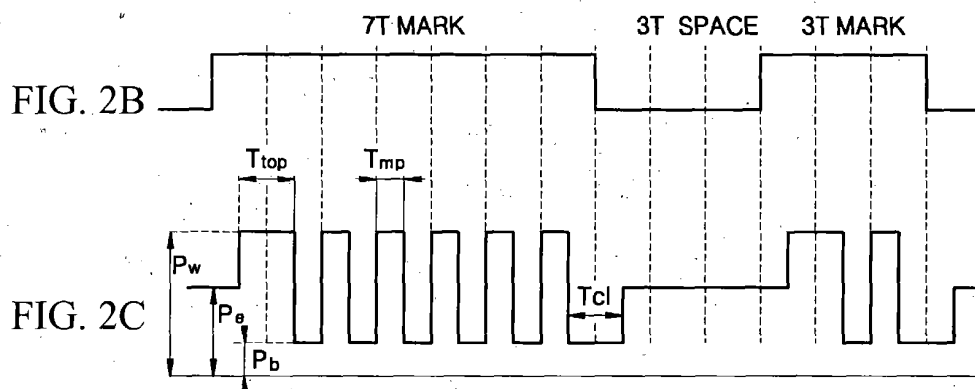 7T MARK 3T SPACE 3T MARK
FIG. 2B
Ttop Tmp
Pw
Tcl
FIG. 2C Pe
Pb